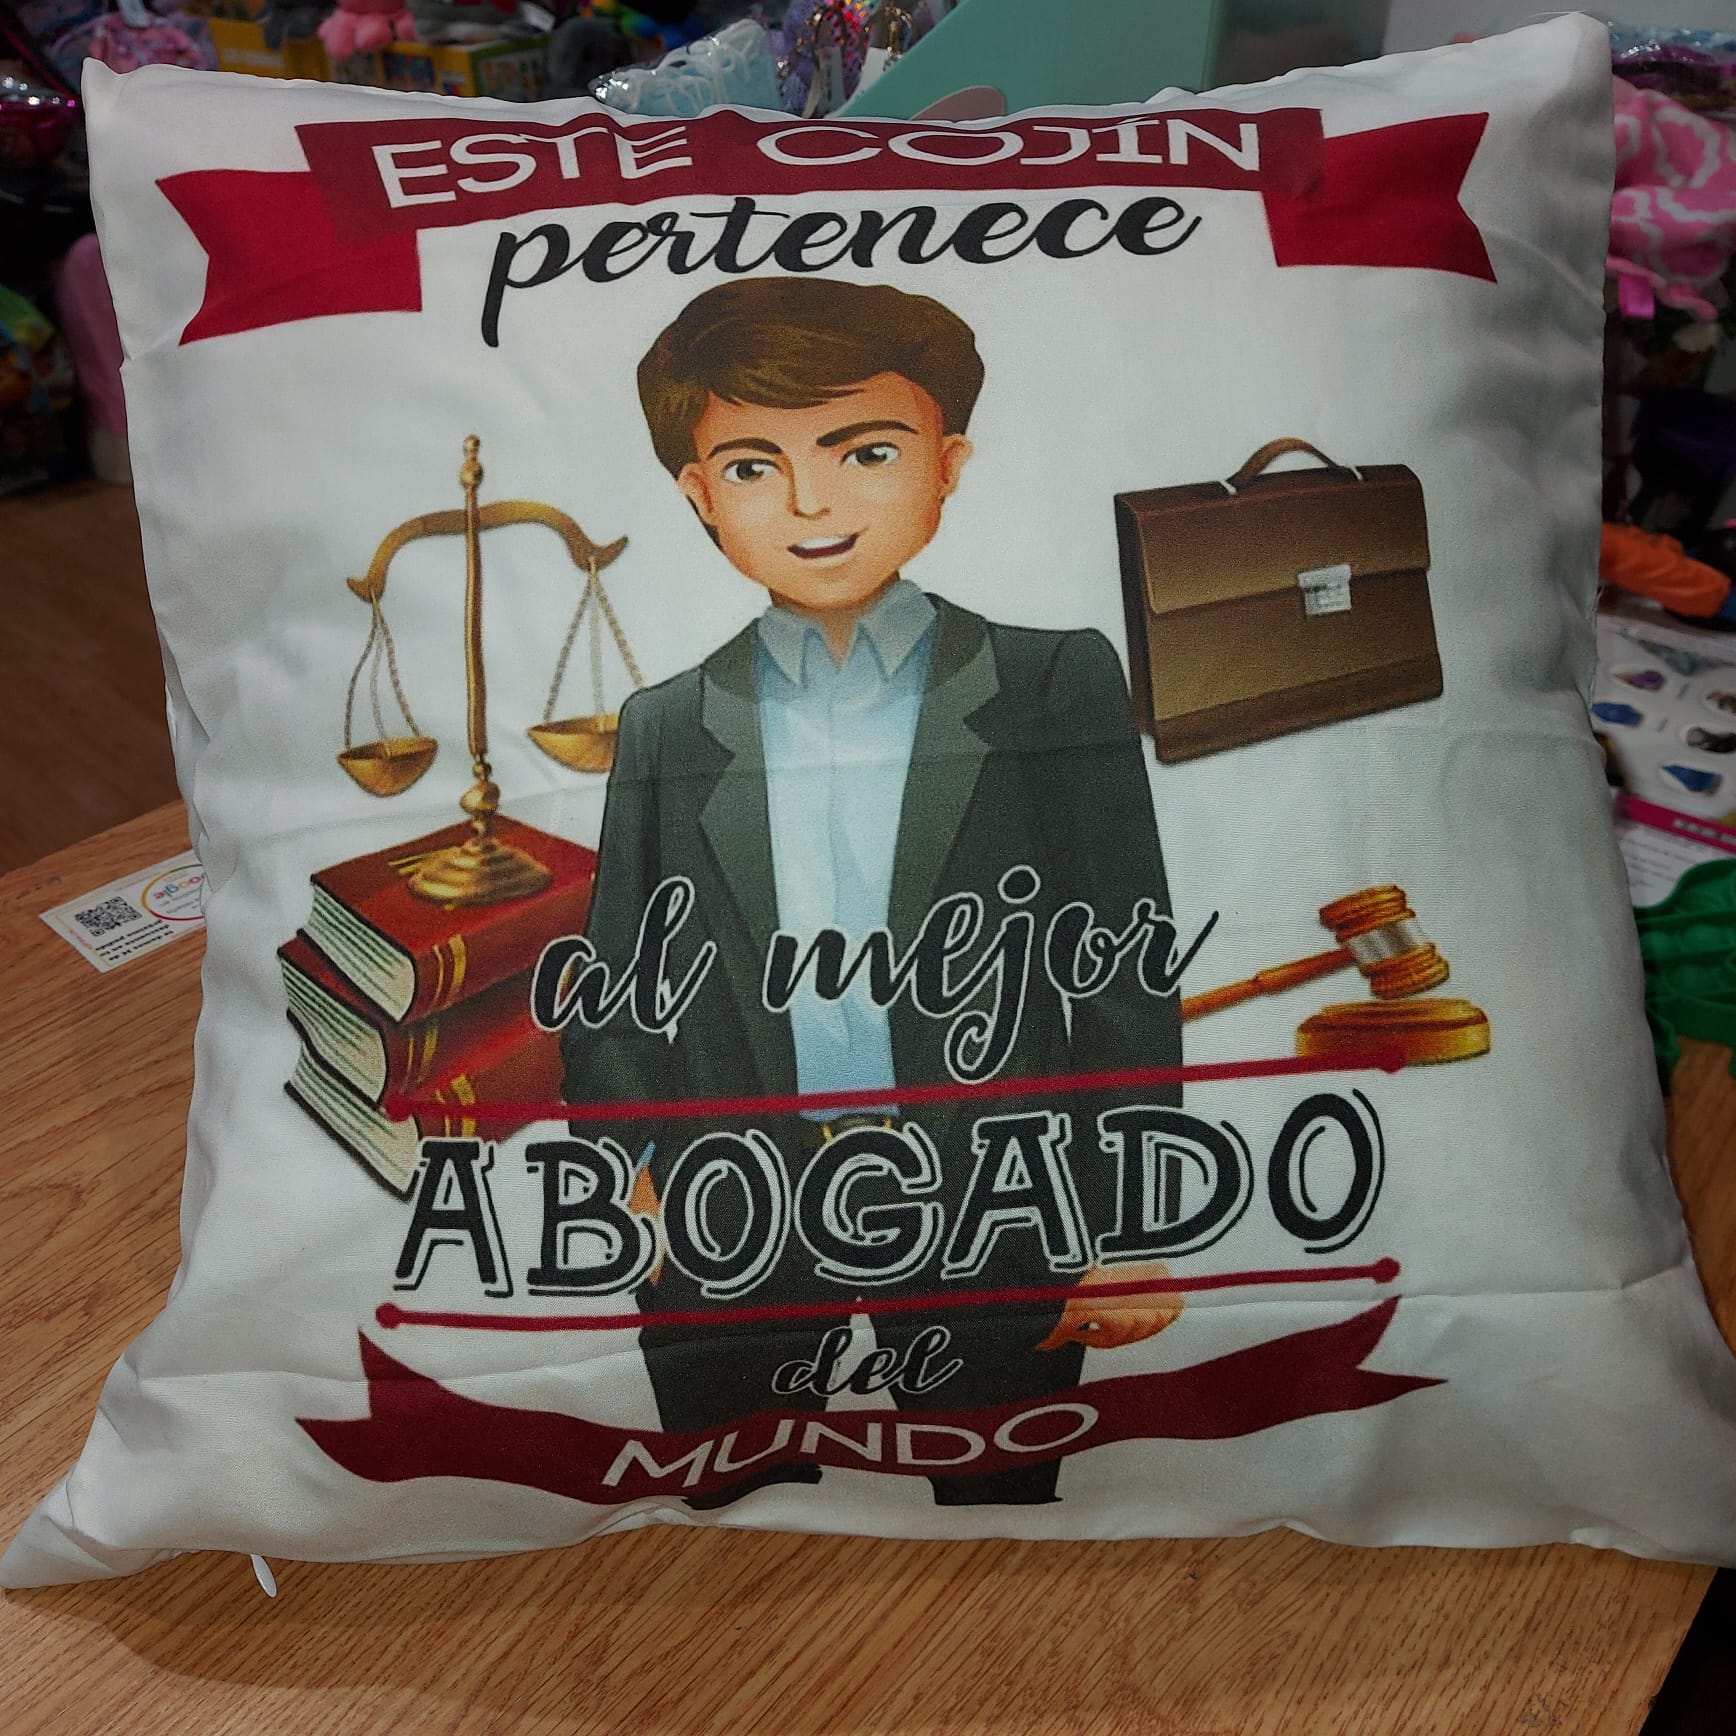 ESTE COJÍN
pertenece
al mejor
ABOGADO
del
MUNDO